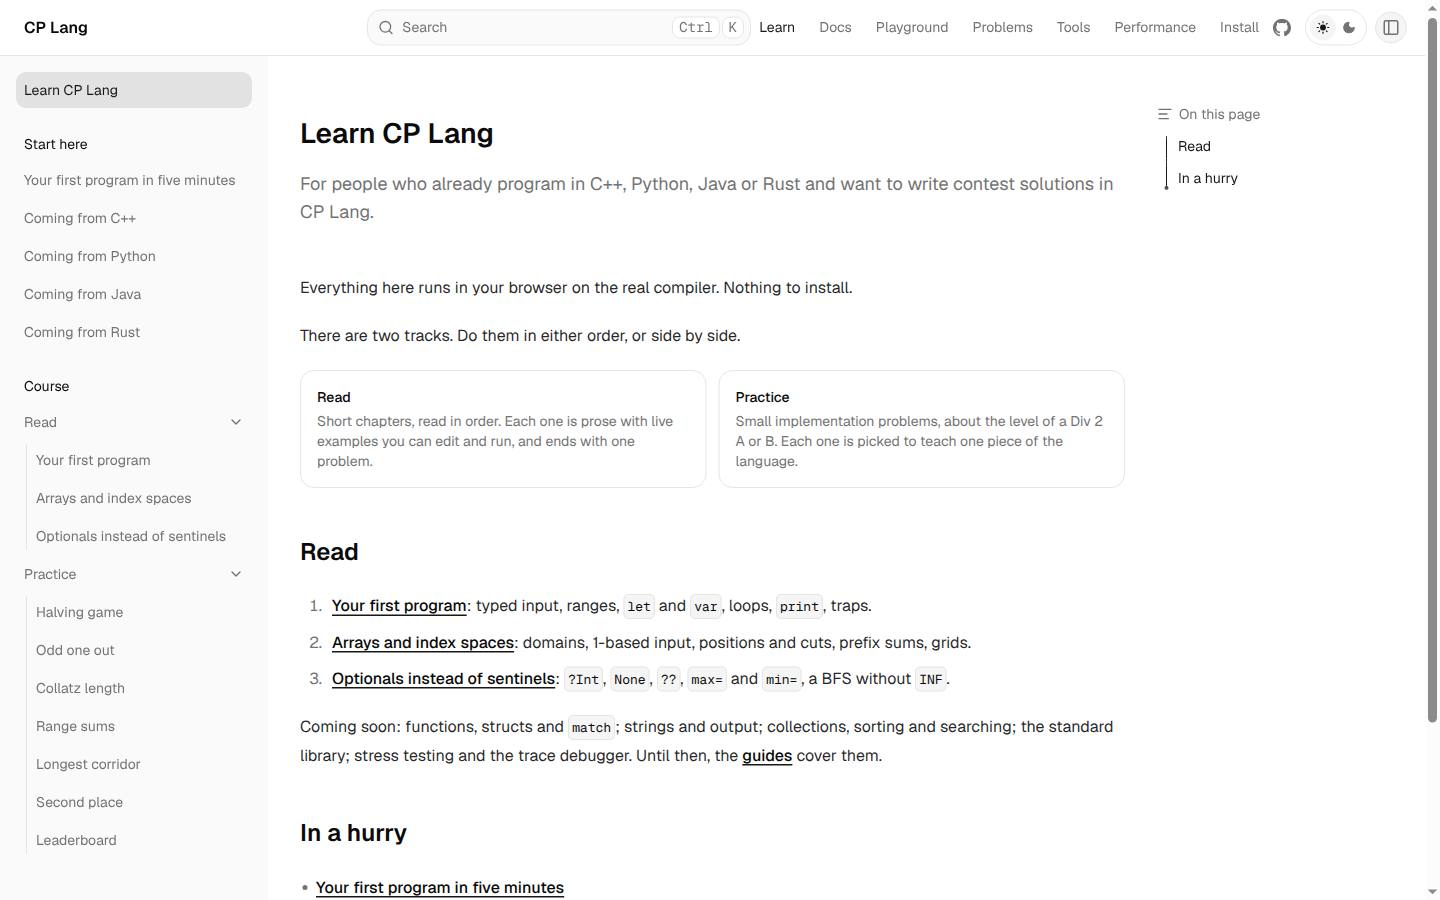 CP Lang
Search
Ctrl K
Learn
Docs
Playground
Problems
Tools
Performance
Install
Learn CP Lang
Start here
Your first program in five minutes
Coming from C++
Coming from Python
Coming from Java
Coming from Rust
Course
Read
Your first program
Arrays and index spaces
Optionals instead of sentinels
Practice
Halving game
Odd one out
Collatz length
Range sums
Longest corridor
Second place
Leaderboard
Learn CP Lang
For people who already program in C++, Python, Java or Rust and want to write contest solutions in
CP Lang.
Everything here runs in your browser on the real compiler. Nothing to install.
There are two tracks. Do them in either order, or side by side.
Read
Short chapters, read in order. Each one is prose with live
examples you can edit and run, and ends with one
problem.
Practice
Small implementation problems, about the level of a Div 2
A or B. Each one is picked to teach one piece of the
language.
Read
1. Your first program: typed input, ranges, let and var, loops, print, traps.
2. Arrays and index spaces: domains, 1-based input, positions and cuts, prefix sums, grids.
3. Optionals instead of sentinels: ?Int, None, ??, max= and min=, a BFS without INF.
Coming soon: functions, structs and match; strings and output; collections, sorting and searching; the standard
library; stress testing and the trace debugger. Until then, the guides cover them.
In a hurry
• Your first program in five minutes
On this page
Read
In a hurry